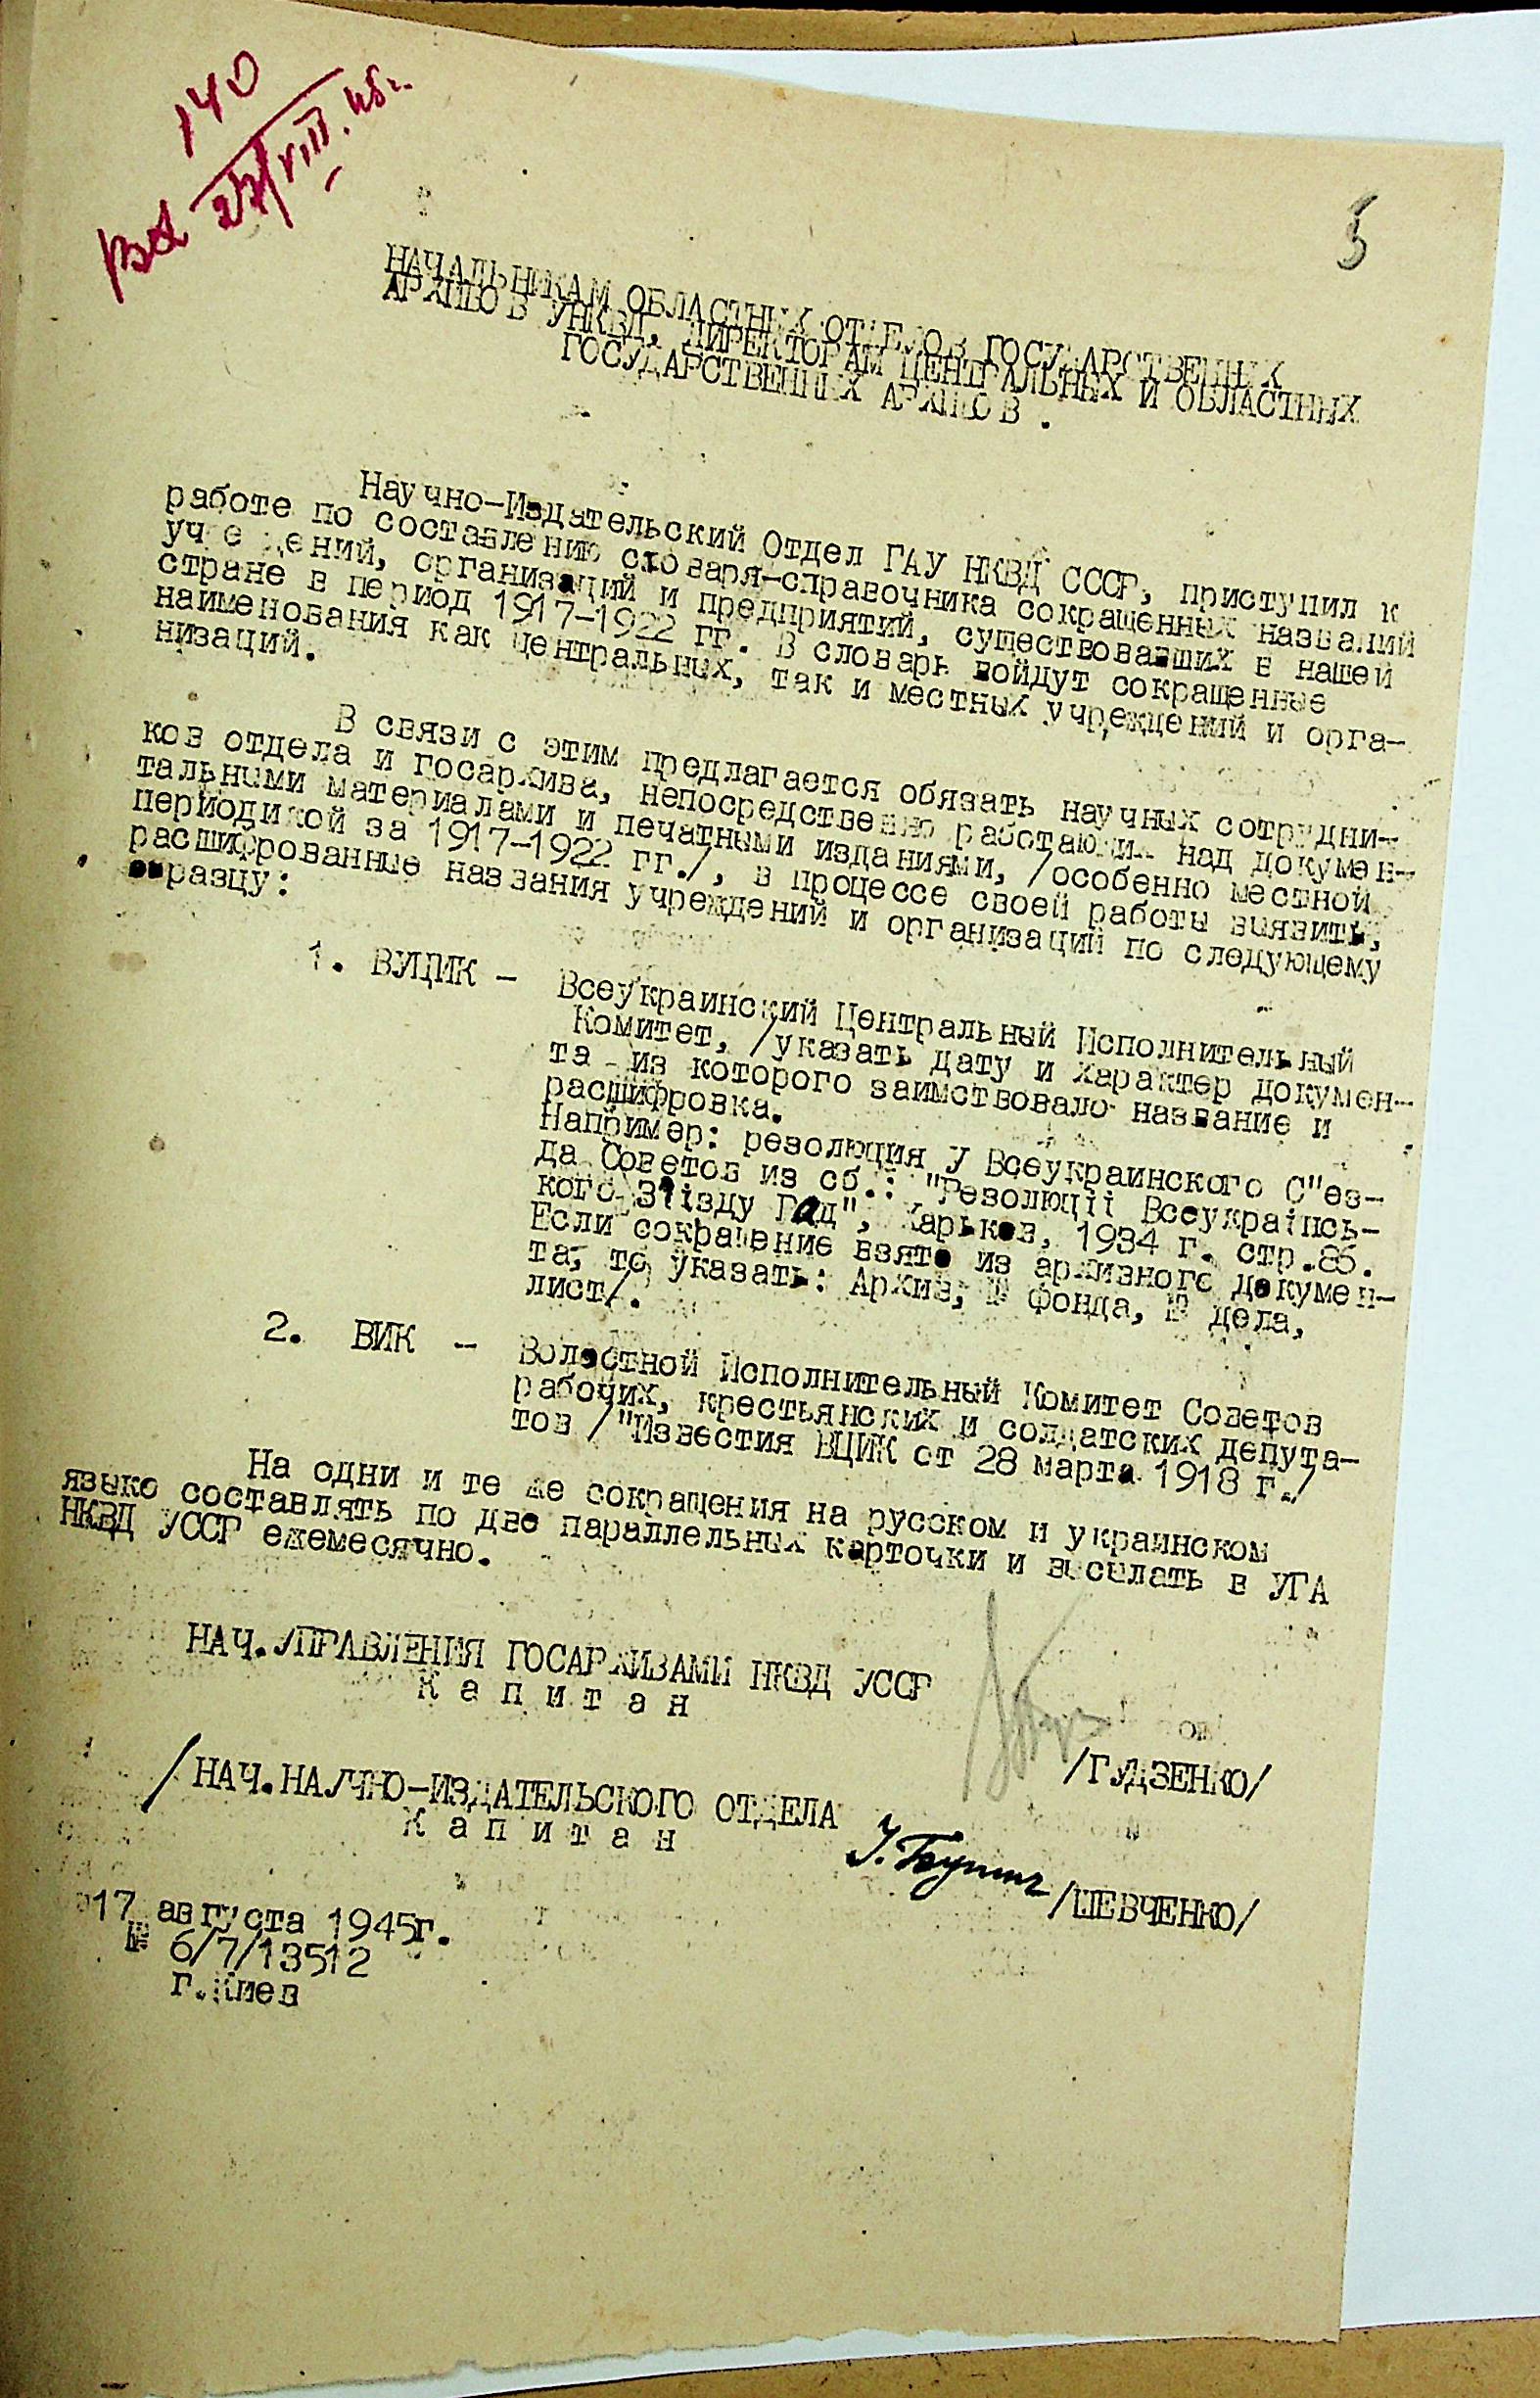 140
вх 27/VIII.45г.
5
НАЧАЛЬНИКАМ ОБЛАСТНЫХ ОТДЕЛОВ ГОСУДАРСТВЕННЫХ
АРХИВОВ УНКВД, ДИРЕКТОРАМ ЦЕНТРАЛЬНЫХ И ОБЛАСТНЫХ
ГОСУДАРСТВЕННЫХ АРХИВОВ.
Научно-Издательский Отдел ГАУ НКВД СССР, приступил к
работе по составлению словаря-справочника сокращенных названий
учреждений, организаций и предприятий, существовавших в нашей
стране в период 1917-1922 гг. В словарь войдут сокращенные
наименования как центральных, так и местных учреждений и орга-
низаций.
В связи с этим предлагается обязать научных сотрудни-
ков отдела и госархива, непосредственно работающих над докумен-
тальными материалами и печатными изданиями, /особенно местной
периодикой за 1917-1922 гг./, в процессе своей работы выявить,
расшифрованные названия учреждений и организаций по следующему
образцу:
1. ВУЦИК - Всеукраинский Центральный Исполнительный
Комитет, /указать дату и характер докумен-
та из которого заимствовало название и
расшифровка.
Например: резолюция У Всеукраинского С"ез-
да Советов из сб.: "Резолюції Всеукраїнсь-
кого З'їзду Рад", Харьков, 1934 г. стр.85.
Если сокращение взято из архивного докумен-
та, то указать: Архив, № фонда, № дела,
лист/.
2. ВИК - Волостной Исполнительный Комитет Советов
рабочих, крестьянских и солдатских депута-
тов /"Известия ВЦИК от 28 марта 1918 г./
На одни и те же сокращения на русском и украинском
языке составлять по две параллельных карточки и высылать в УГА
НКВД УССР ежемесячно.
НАЧ.УПРАВЛЕНИЯ ГОСАРХИВАМИ НКВД УССР
Капитан
/ГУДЗЕНКО/
/НАЧ.НАУЧНО-ИЗДАТЕЛЬСКОГО ОТДЕЛА
Капитан
/ШЕВЧЕНКО/
17 августа 1945г.
№ 6/7/13512
г.Киев